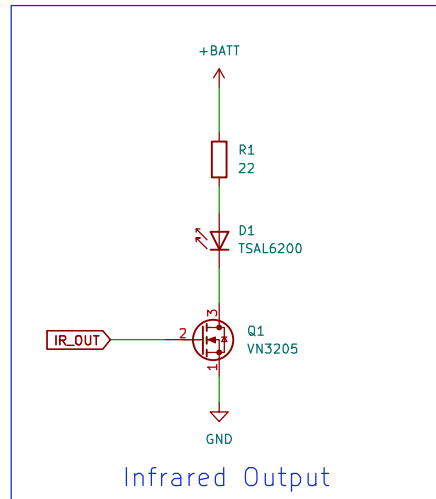 +BATT
R1
22
D1
TSAL6200
3
IR_OUT
2
Q1
VN3205
1
GND
Infrared Output